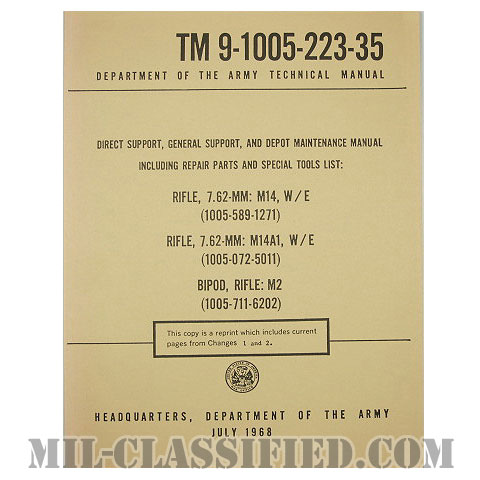 TM 9-1005-223-35
DEPARTMENT OF THE ARMY TECHNICAL MANUAL
DIRECT SUPPORT, GENERAL SUPPORT, AND DEPOT MAINTENANCE MANUAL
INCLUDING REPAIR PARTS AND SPECIAL TOOLS LIST:
RIFLE, 7.62-MM: M14, W/E
(1005-589-1271)
RIFLE, 7.62-MM: M14A1, W/E
(1005-072-5011)
BIPOD, RIFLE: M2
(1005-711-6202)
This copy is a reprint which includes current
pages from Changes 1 and 2.
HEADQUARTERS, DEPARTMENT OF THE ARMY
JULY 1968
MIL-CLASSIFIED.COM